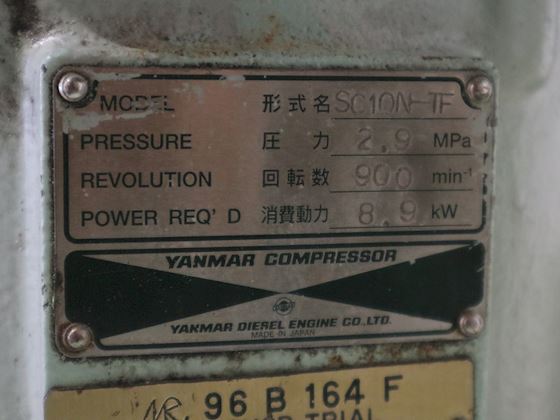 MODEL 形式名 SC10N-TF
PRESSURE 圧力 2.9 MPa
REVOLUTION 回転数 900 min⁻¹
POWER REQ'D 消費動力 8.9 kW
YANMAR COMPRESSOR
YANMAR DIESEL ENGINE CO.,LTD.
MADE IN JAPAN
NR. 96 B 164 F
TRIAL